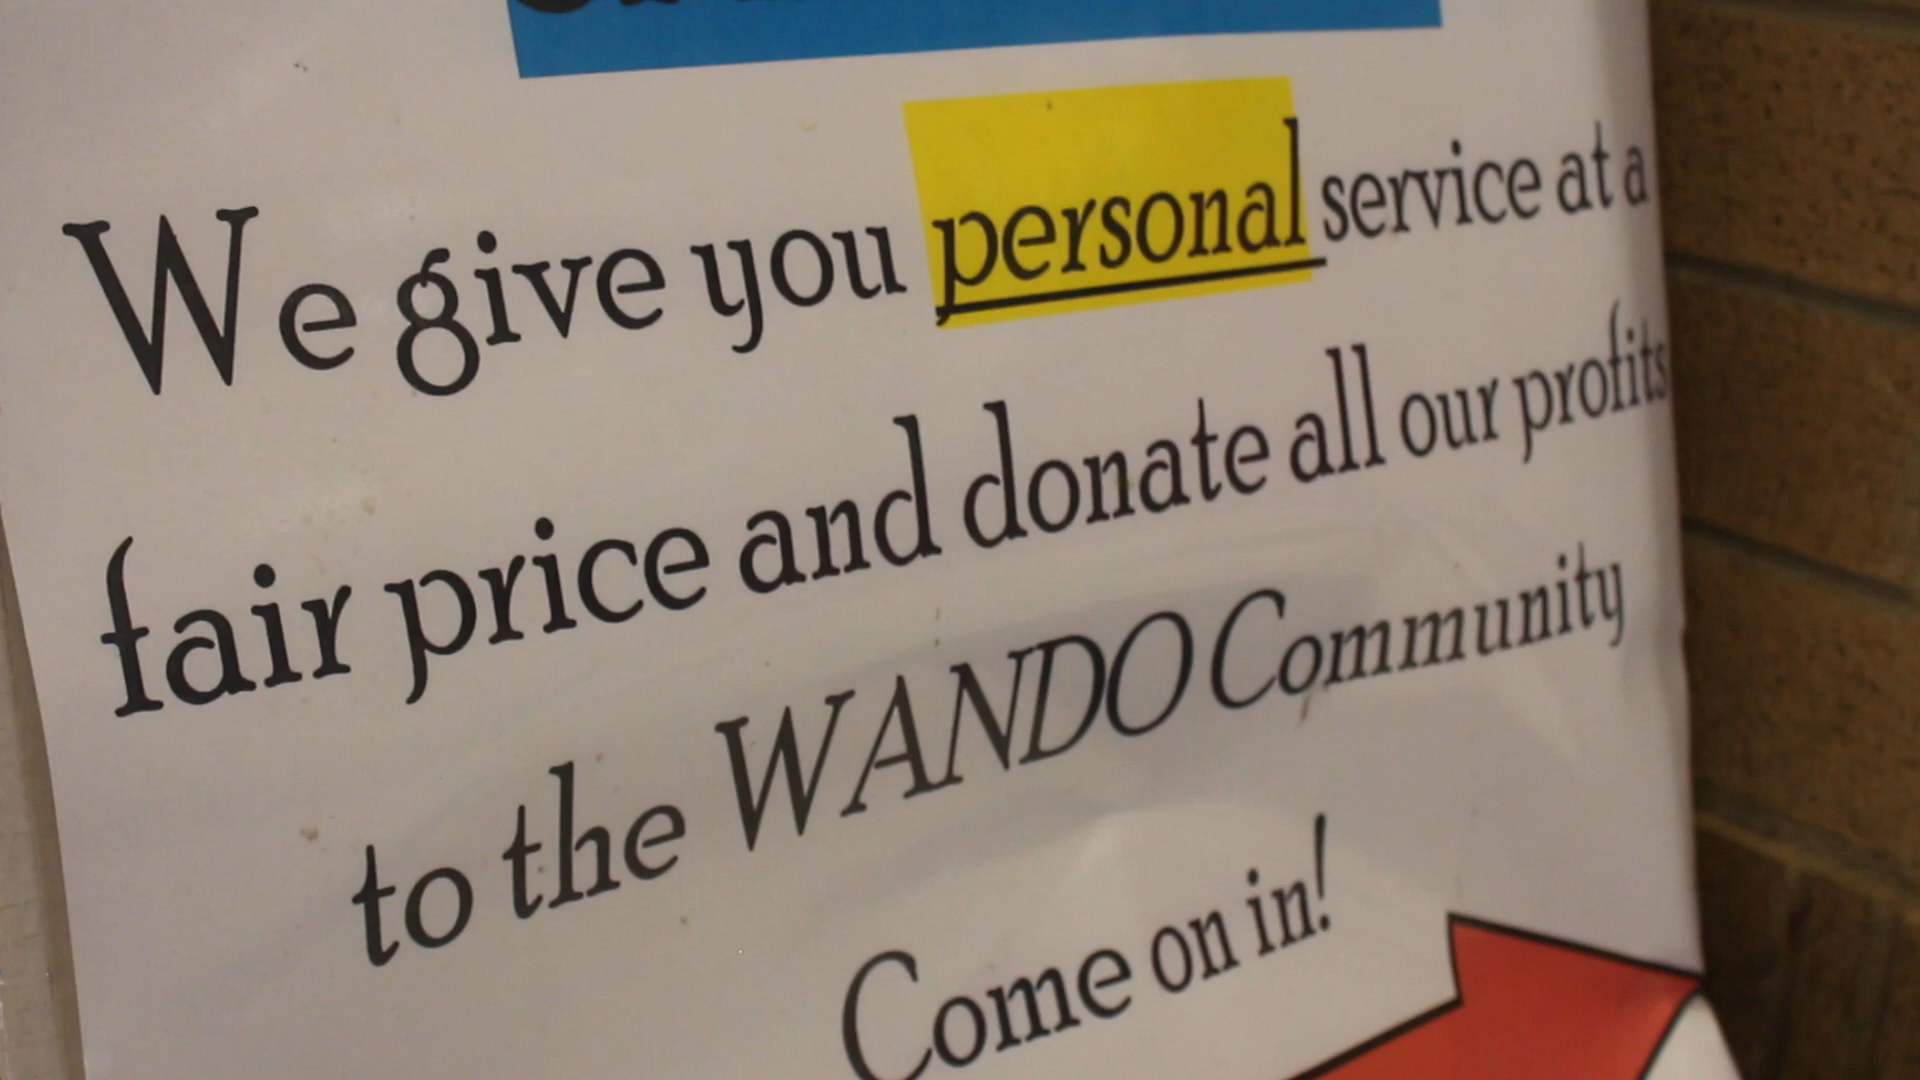 We give you personal service at a
fair price and donate all our profits
to the WANDO Community
Come on in!